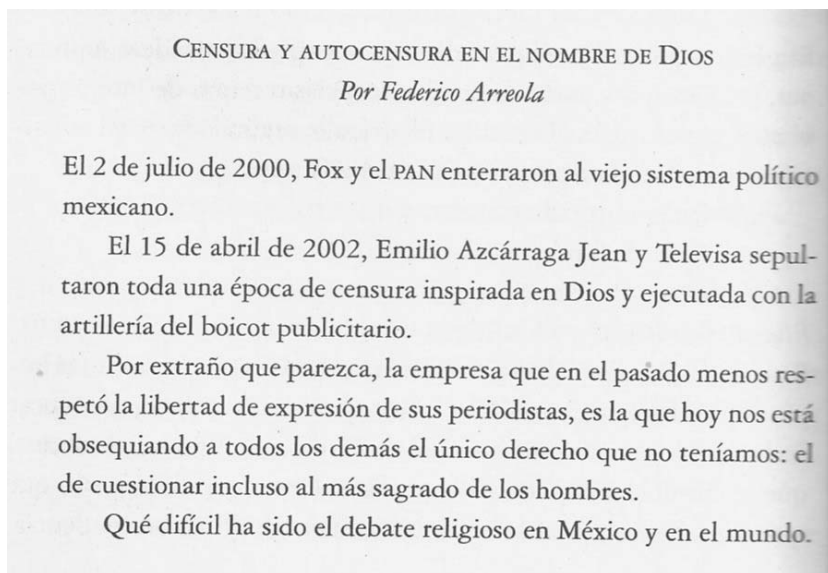 CENSURA Y AUTOCENSURA EN EL NOMBRE DE DIOS
Por Federico Arreola
El 2 de julio de 2000, Fox y el PAN enterraron al viejo sistema político
mexicano.
El 15 de abril de 2002, Emilio Azcárraga Jean y Televisa sepul-
taron toda una época de censura inspirada en Dios y ejecutada con la
artillería del boicot publicitario.
Por extraño que parezca, la empresa que en el pasado menos res-
petó la libertad de expresión de sus periodistas, es la que hoy nos está
obsequiando a todos los demás el único derecho que no teníamos: el
de cuestionar incluso al más sagrado de los hombres.
Qué difícil ha sido el debate religioso en México y en el mundo.